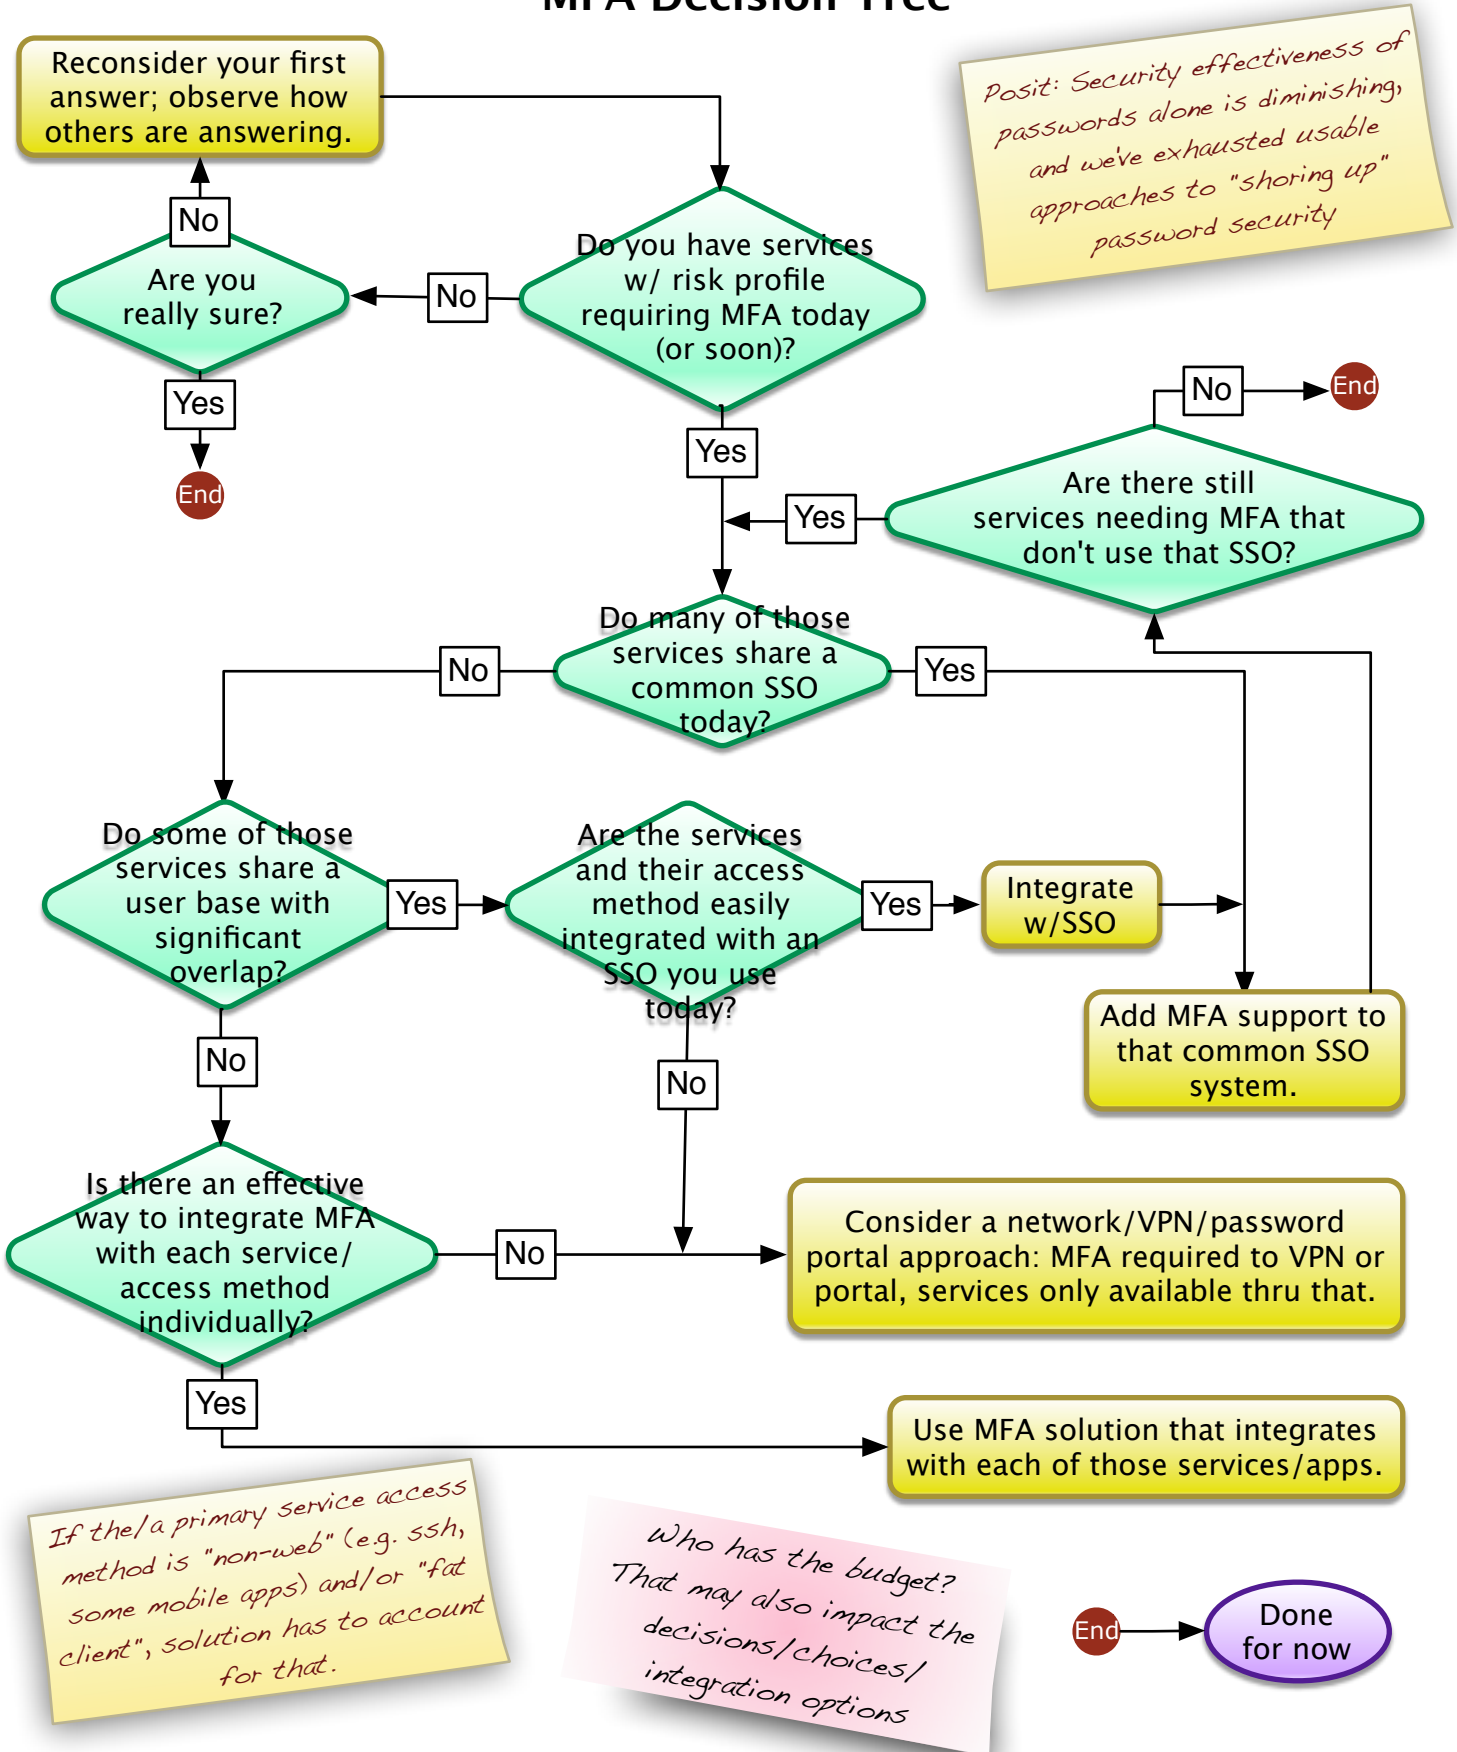 MFA Decision Tree
Reconsider your first
answer; observe how
others are answering.
Posit: Security effectiveness of
passwords alone is diminishing,
and we've exhausted usable
approaches to "shoring up"
password security
No
Do you have services
w/ risk profile
requiring MFA today
(or soon)?
Are you
really sure?
No
Yes
End
Yes
No
End
Are there still
services needing MFA that
don't use that SSO?
Yes
Do many of those
services share a
common SSO
today?
No
Yes
Do some of those
services share a
user base with
significant
overlap?
Yes
Are the services
and their access
method easily
integrated with an
SSO you use
today?
Yes
Integrate
w/SSO
Add MFA support to
that common SSO
system.
No
No
Is there an effective
way to integrate MFA
with each service/
access method
individually?
No
Consider a network/VPN/password
portal approach: MFA required to VPN or
portal, services only available thru that.
Yes
Use MFA solution that integrates
with each of those services/apps.
If the/a primary service access
method is "non-web" (e.g. ssh,
some mobile apps) and/or "fat
client", solution has to account
for that.
Who has the budget?
That may also impact the
decisions/choices/
integration options
End
Done
for now